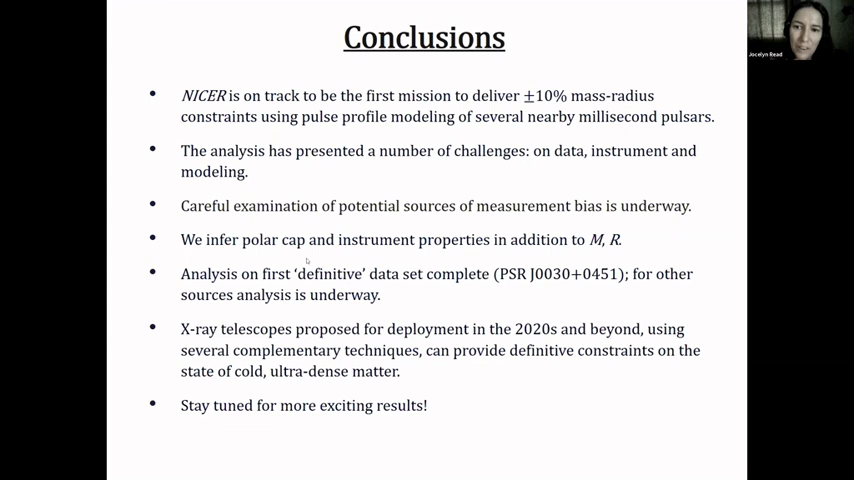 Conclusions
Jocelyn Read
• NICER is on track to be the first mission to deliver ±10% mass-radius
constraints using pulse profile modeling of several nearby millisecond pulsars.
• The analysis has presented a number of challenges: on data, instrument and
modeling.
• Careful examination of potential sources of measurement bias is underway.
• We infer polar cap and instrument properties in addition to M, R.
• Analysis on first ‘definitive’ data set complete (PSR J0030+0451); for other
sources analysis is underway.
• X-ray telescopes proposed for deployment in the 2020s and beyond, using
several complementary techniques, can provide definitive constraints on the
state of cold, ultra-dense matter.
• Stay tuned for more exciting results!